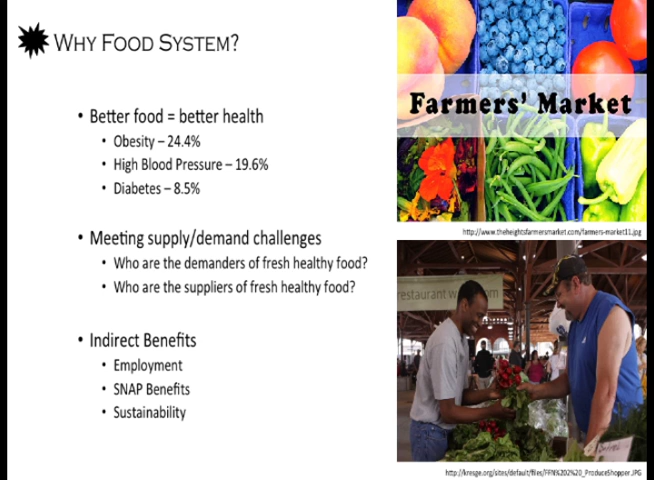 WHY FOOD SYSTEM?
• Better food = better health
• Obesity – 24.4%
• High Blood Pressure – 19.6%
• Diabetes – 8.5%
• Meeting supply/demand challenges
• Who are the demanders of fresh healthy food?
• Who are the suppliers of fresh healthy food?
• Indirect Benefits
• Employment
• SNAP Benefits
• Sustainability
Farmers' Market
http://www.theheightsfarmersmarket.com/farmers-market11.jpg
restaurant
http://kresge.org/sites/default/files/FFN%202%20_ProduceShopper.JPG